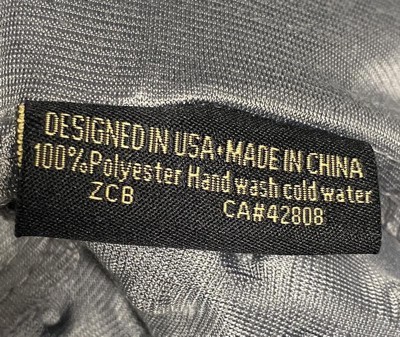 DESIGNED IN USA•MADE IN CHINA
100%Polyester Hand wash cold water
ZCB CA#42808